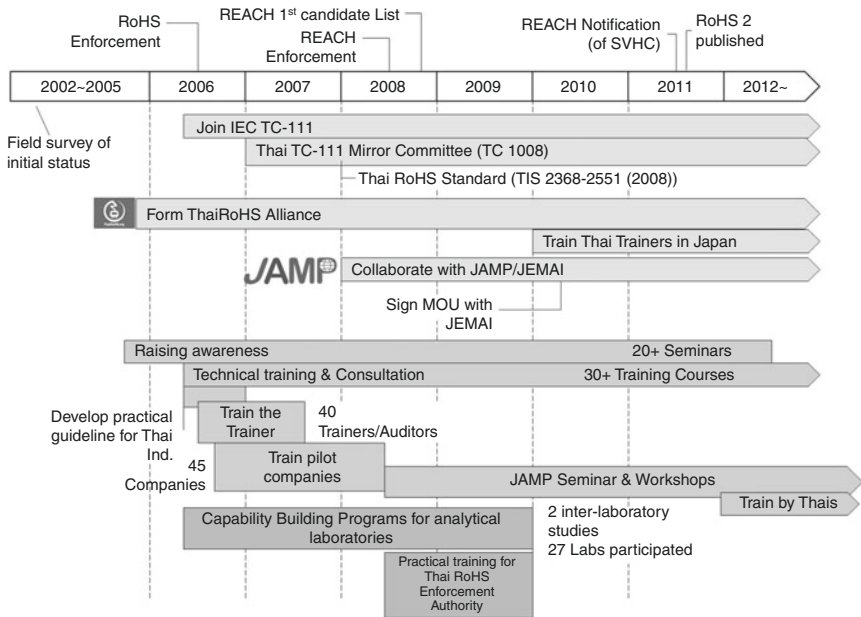 RoHS
Enforcement
REACH 1st candidate List
REACH
Enforcement
REACH Notification
(of SVHC)
RoHS 2
published
2002~2005
2006
2007
2008
2009
2010
2011
2012~
Field survey of
initial status
Join IEC TC-111
Thai TC-111 Mirror Committee (TC 1008)
Thai RoHS Standard (TIS 2368-2551 (2008))
Form ThaiRoHS Alliance
Train Thai Trainers in Japan
JAMP
Collaborate with JAMP/JEMAI
Sign MOU with
JEMAI
Raising awareness
20+ Seminars
Technical training & Consultation
30+ Training Courses
Develop practical
guideline for Thai
Ind.
Train the
Trainer
40
Trainers/Auditors
45
Companies
Train pilot
companies
JAMP Seminar & Workshops
Train by Thais
Capability Building Programs for analytical
laboratories
2 inter-laboratory
studies
27 Labs participated
Practical training for
Thai RoHS
Enforcement
Authority